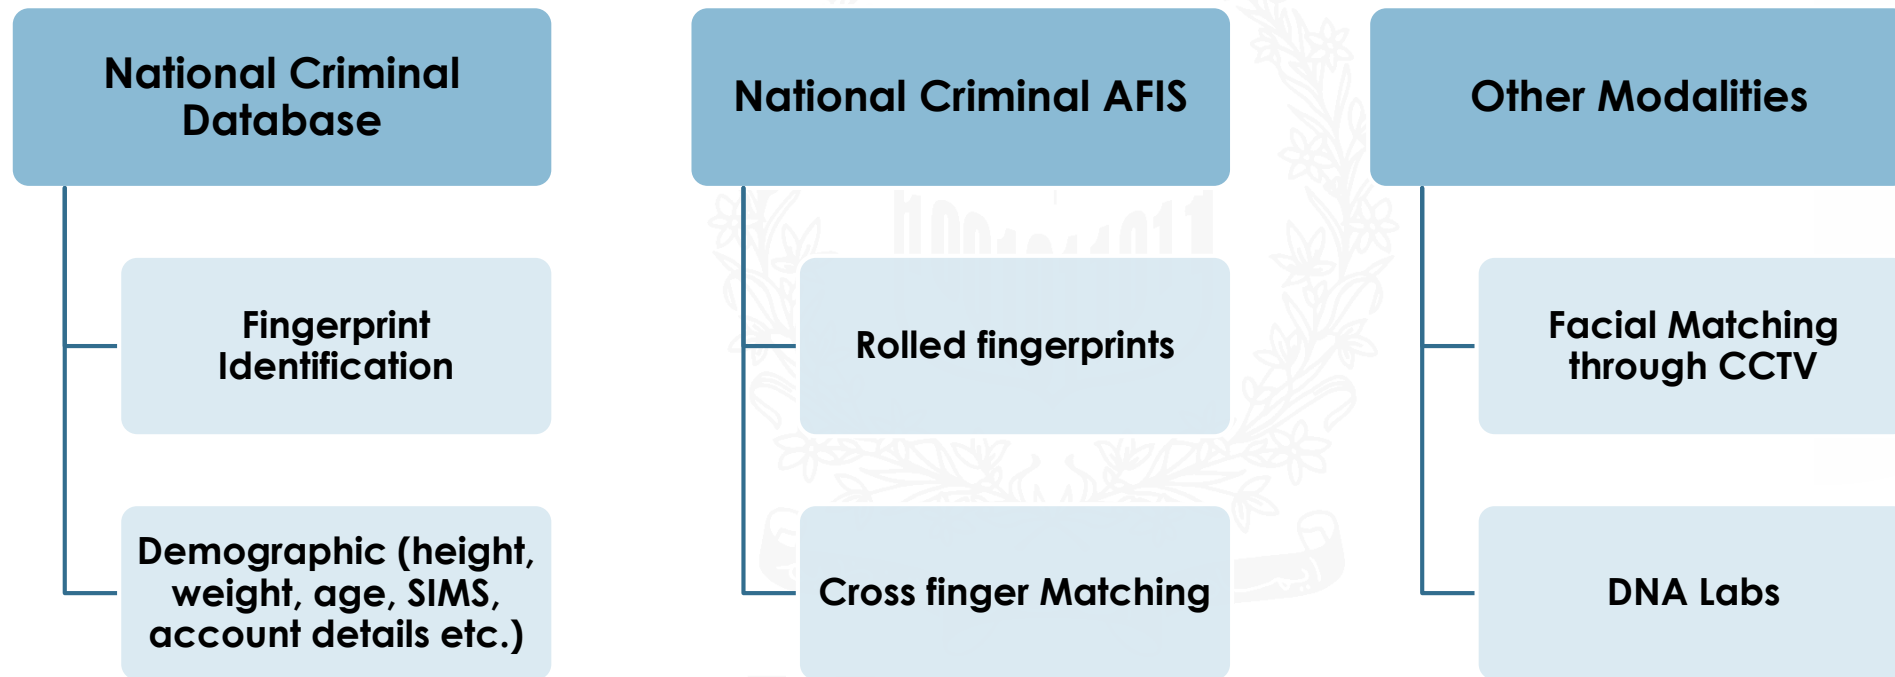 National Criminal
Database
Fingerprint
Identification
Demographic (height,
weight, age, SIMS,
account details etc.)
National Criminal AFIS
Rolled fingerprints
Cross finger Matching
Other Modalities
Facial Matching
through CCTV
DNA Labs